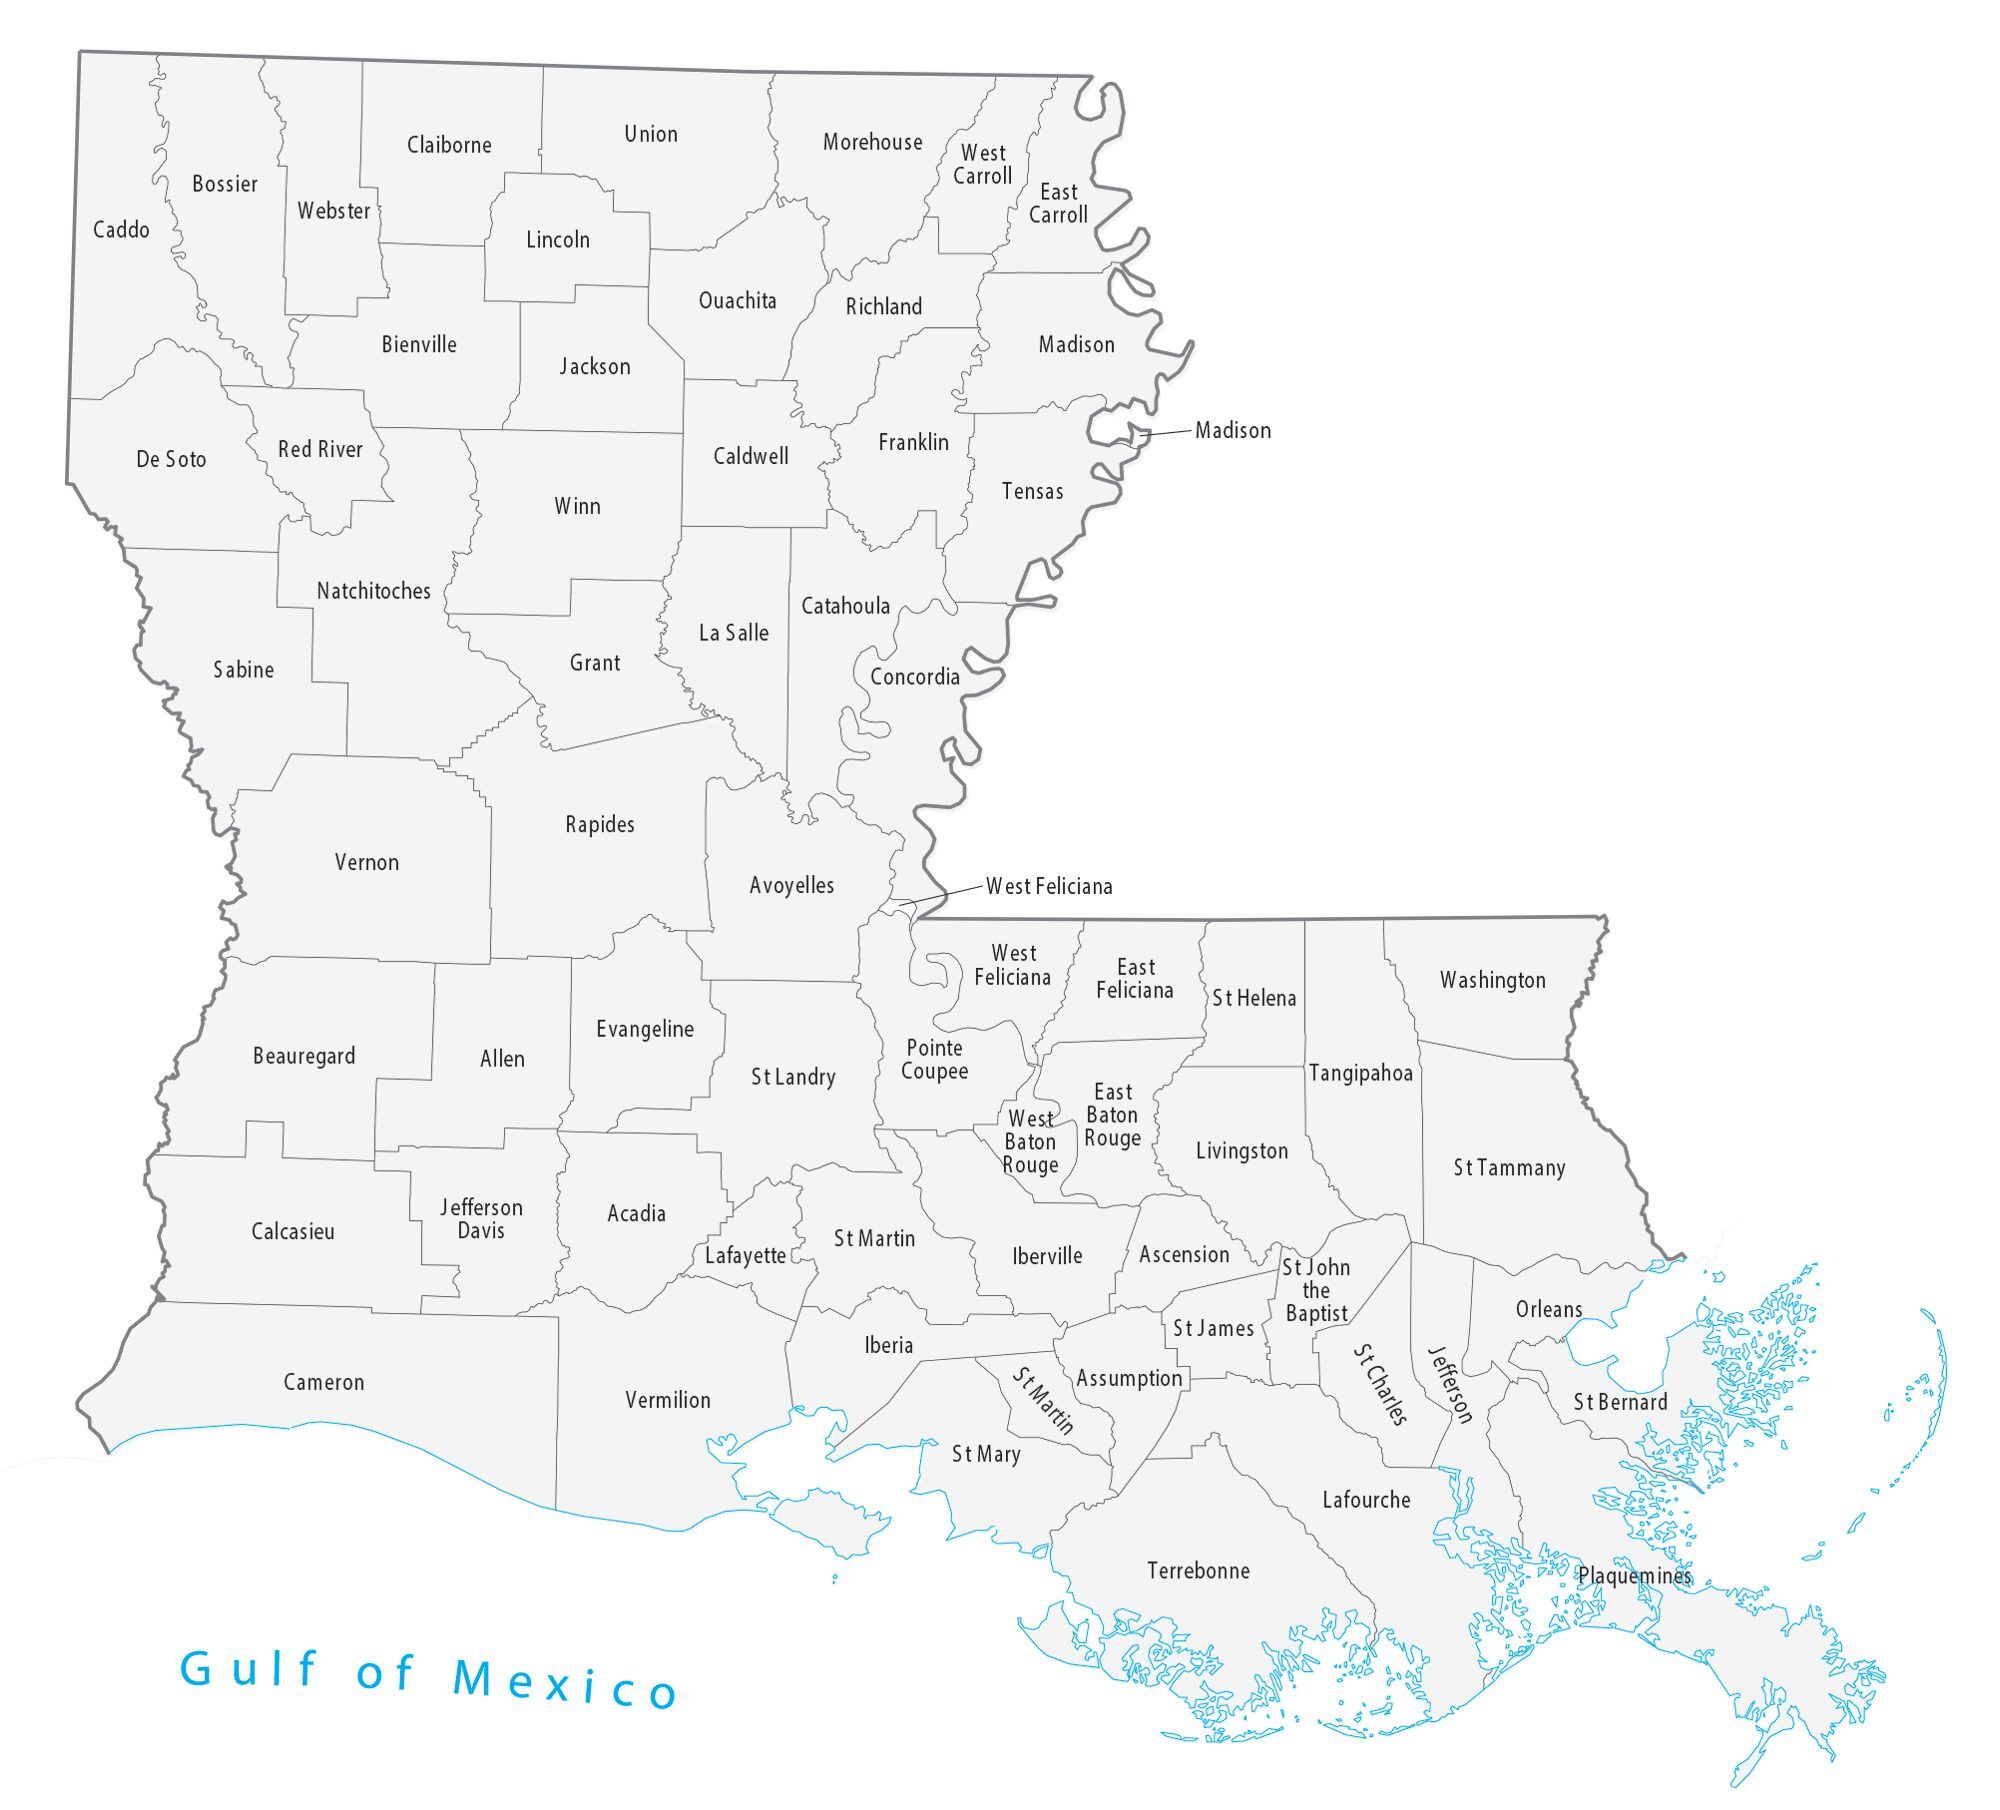 Caddo
Bossier
Webster
Claiborne
Union
Morehouse
West
Carroll
East
Carroll
Lincoln
Ouachita
Richland
Madison
Bienville
Jackson
Madison
De Soto
Red River
Caldwell
Franklin
Tensas
Winn
Natchitoches
La Salle
Catahoula
Sabine
Grant
Concordia
Rapides
Vernon
Avoyelles
West Feliciana
West
Feliciana
East
Feliciana
St Helena
Washington
Beauregard
Allen
Evangeline
St Landry
Pointe
Coupee
Tangipahoa
West
Baton
Rouge
East
Baton
Rouge
Livingston
St Tammany
Calcasieu
Jefferson
Davis
Acadia
Lafayette
St Martin
Iberville
Ascension
St John
the
Baptist
Orleans
Cameron
Vermilion
Iberia
St Martin
Assumption
St James
St Charles
Jefferson
St Bernard
St Mary
Lafourche
Terrebonne
Plaquemines
Gulf of Mexico